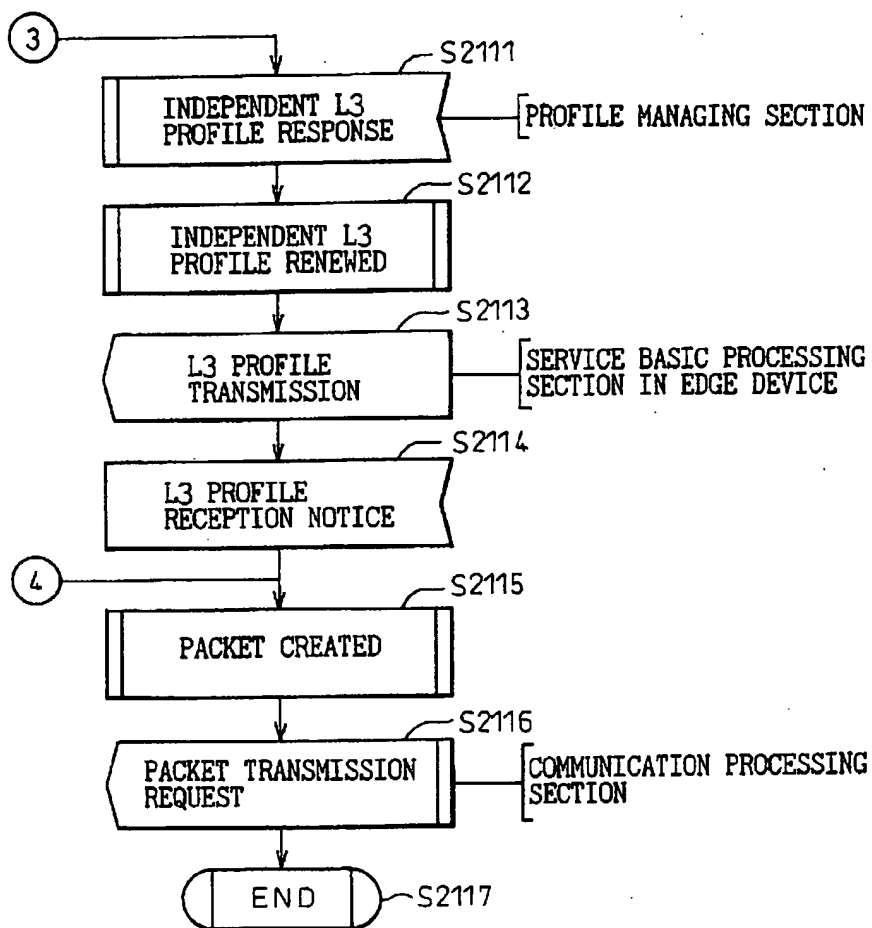 3
S2111
INDEPENDENT L3
PROFILE RESPONSE
PROFILE MANAGING SECTION
S2112
INDEPENDENT L3
PROFILE RENEWED
S2113
L3 PROFILE
TRANSMISSION
SERVICE BASIC PROCESSING
SECTION IN EDGE DEVICE
S2114
L3 PROFILE
RECEPTION NOTICE
4
S2115
PACKET CREATED
S2116
PACKET TRANSMISSION
REQUEST
COMMUNICATION PROCESSING
SECTION
END
S2117